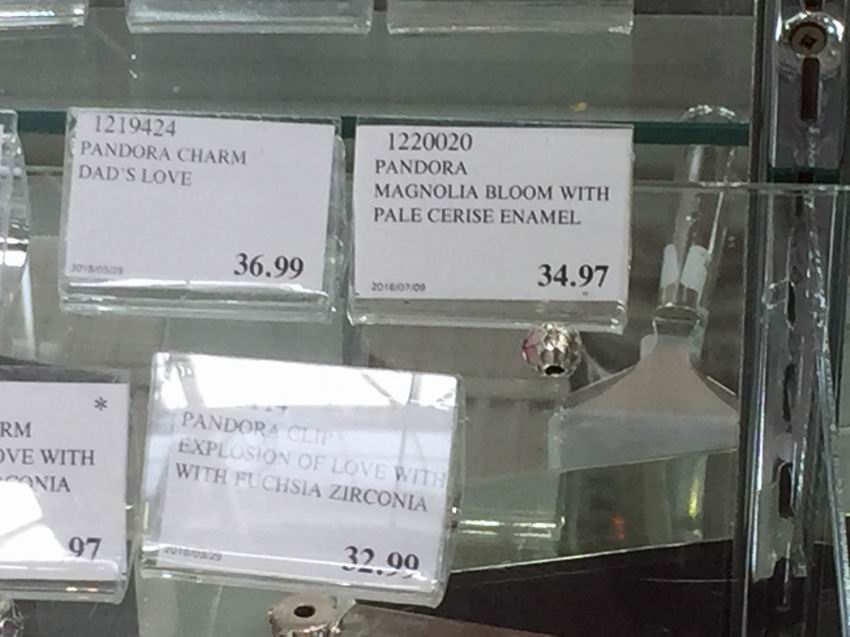 1219424
PANDORA CHARM
DAD'S LOVE
2016/03/29
36.99
1220020
PANDORA
MAGNOLIA BLOOM WITH
PALE CERISE ENAMEL
2016/07/09
34.97
*
RM
OVE WITH
CONIA
97
PANDORA CLIP
EXPLOSION OF LOVE WITH
WITH FUCHSIA ZIRCONIA
32.99